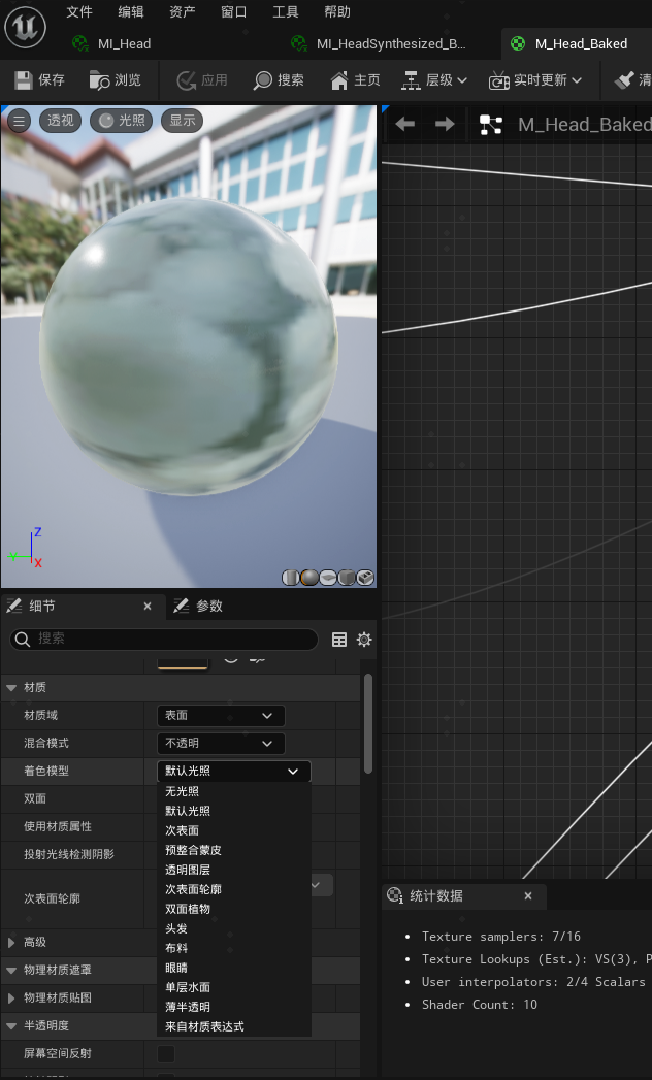 文件 编辑 资产 窗口 工具 帮助
MI_Head MI_HeadSynthesized_B... M_Head_Baked
保存 浏览 应用 搜索 主页 层级 实时更新 清
透视 光照 显示
M_Head_Baked
Z
Y
X
细节 参数
搜索
材质
材质域 表面
混合模式 不透明
着色模型 默认光照
无光照
双面
默认光照
使用材质属性
次表面
投射光线检测阴影
预整合蒙皮
透明图层
次表面轮廓
次表面轮廓
双面植物
头发
高级
布料
物理材质遮罩
眼睛
物理材质贴图
单层水面
薄半透明
半透明度
来自材质表达式
屏幕空间反射
统计数据
Texture samplers: 7/16
Texture Lookups (Est.): VS(3), P
User interpolators: 2/4 Scalars
Shader Count: 10